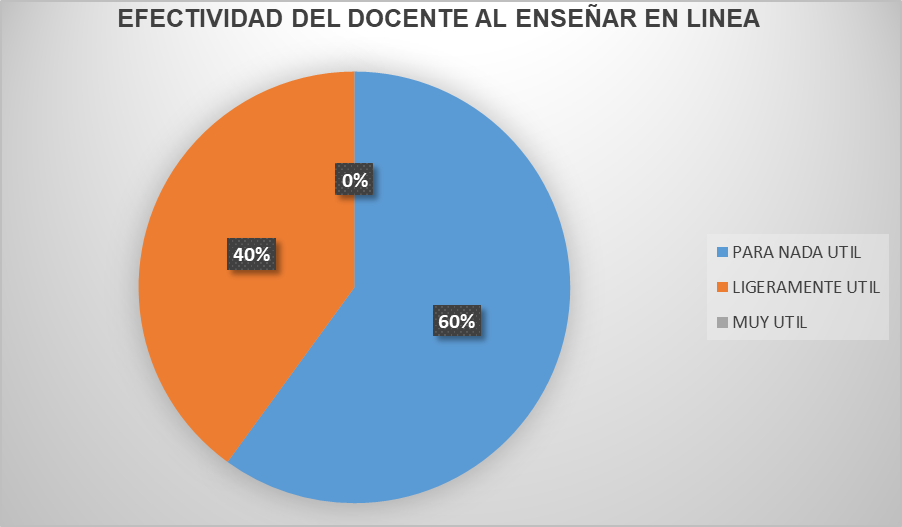 EFECTIVIDAD DEL DOCENTE AL ENSEÑAR EN LINEA
0%
40%
60%
PARA NADA UTIL
LIGERAMENTE UTIL
MUY UTIL